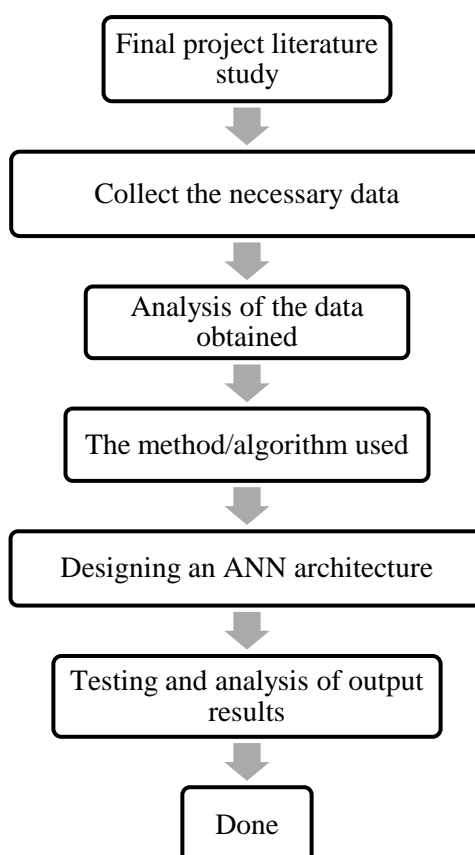 Final project literature
study
Collect the necessary data
Analysis of the data
obtained
The method/algorithm used
Designing an ANN architecture
Testing and analysis of output
results
Done